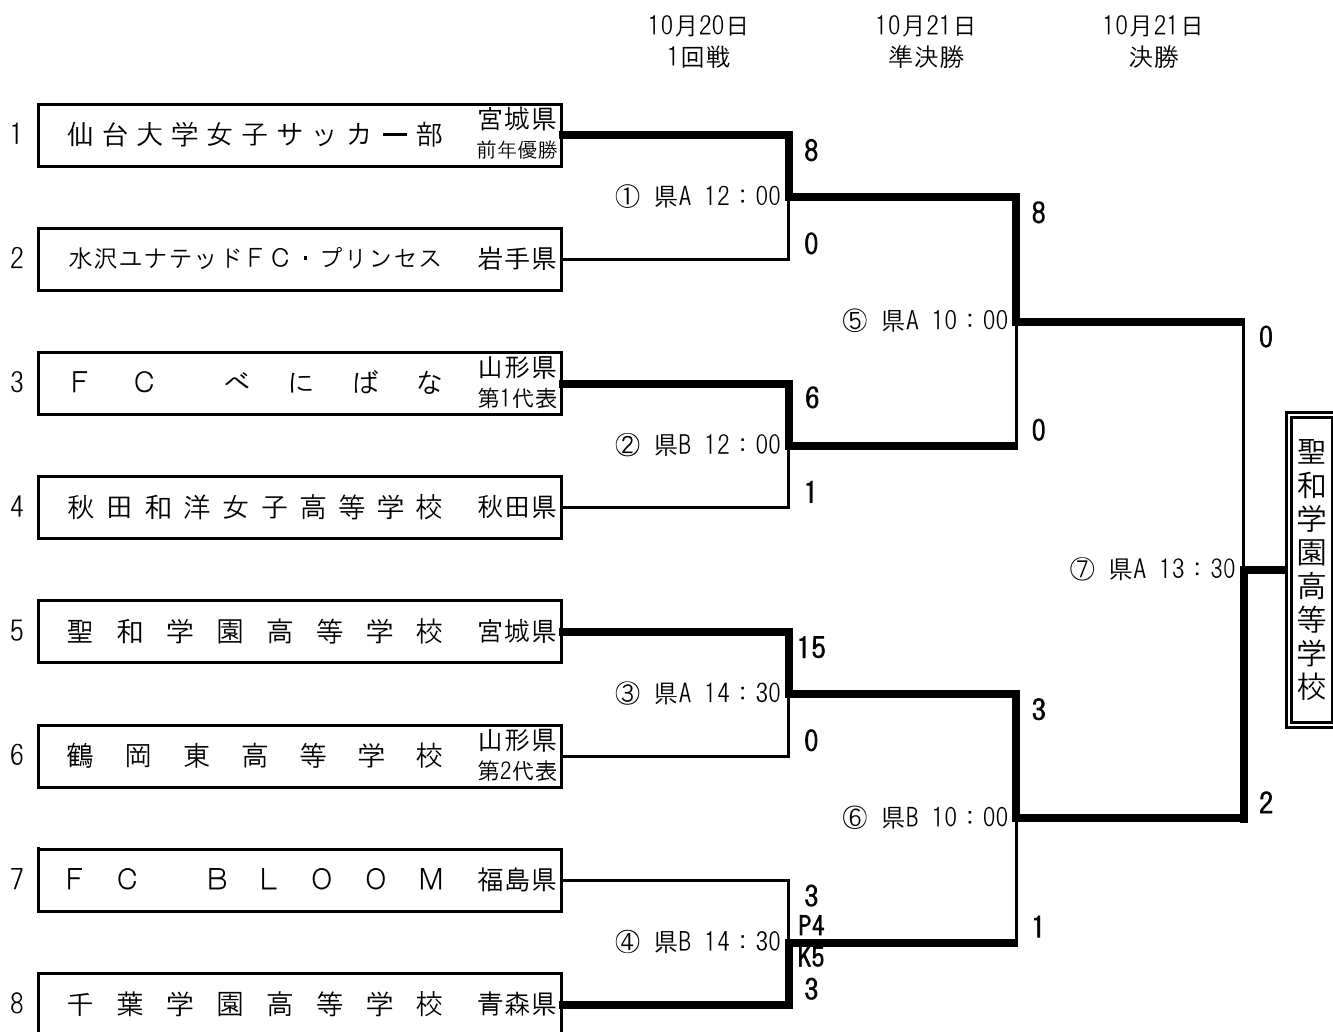 10月20日
1回戦
10月21日
準決勝
10月21日
決勝
1
仙台大学女子サッカー部
宮城県
前年優勝
8
① 県A 12：00
8
2
水沢ユナテッドFC・プリンセス
岩手県
0
⑤ 県A 10：00
0
3
FC べにばな
山形県
第1代表
6
② 県B 12：00
0
4
秋田和洋女子高等学校
秋田県
1
⑦ 県A 13：30
聖和学園高等学校
5
聖和学園高等学校
宮城県
15
③ 県A 14：30
3
6
鶴岡東高等学校
山形県
第2代表
0
⑥ 県B 10：00
2
7
FC BLOOM
福島県
3
P4
④ 県B 14：30
K5
1
8
千葉学園高等学校
青森県
3